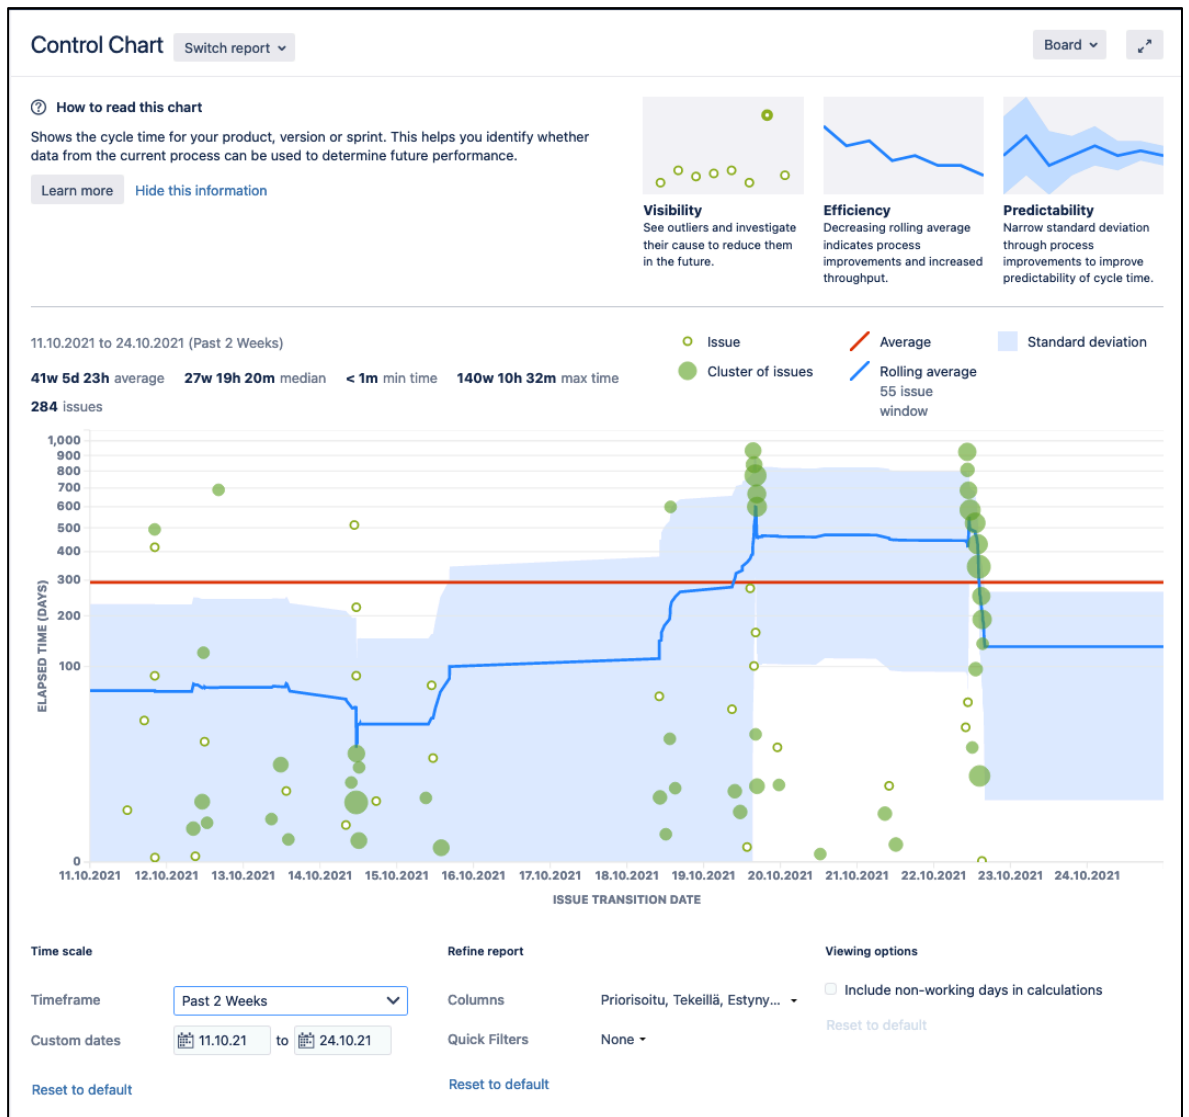 Control Chart
Switch report
Board
How to read this chart
Shows the cycle time for your product, version or sprint. This helps you identify whether
data from the current process can be used to determine future performance.
Learn more
Hide this information
Visibility
See outliers and investigate
their cause to reduce them
in the future.
Efficiency
Decreasing rolling average
indicates process
improvements and increased
throughput.
Predictability
Narrow standard deviation
through process
improvements to improve
predictability of cycle time.
11.10.2021 to 24.10.2021 (Past 2 Weeks)
41w 5d 23h average 27w 19h 20m median < 1m min time 140w 10h 32m max time
284 issues
Issue
Cluster of issues
Average
Rolling average
55 issue
window
Standard deviation
ELAPSED TIME (DAYS)
1,000
900
800
700
600
500
400
300
200
100
0
11.10.2021 12.10.2021 13.10.2021 14.10.2021 15.10.2021 16.10.2021 17.10.2021 18.10.2021 19.10.2021 20.10.2021 21.10.2021 22.10.2021 23.10.2021 24.10.2021
ISSUE TRANSITION DATE
Time scale
Timeframe Past 2 Weeks
Custom dates 11.10.21 to 24.10.21
Reset to default
Refine report
Columns Priorisoitu, Tekeillä, Estyny...
Quick Filters None
Reset to default
Viewing options
Include non-working days in calculations
Reset to default